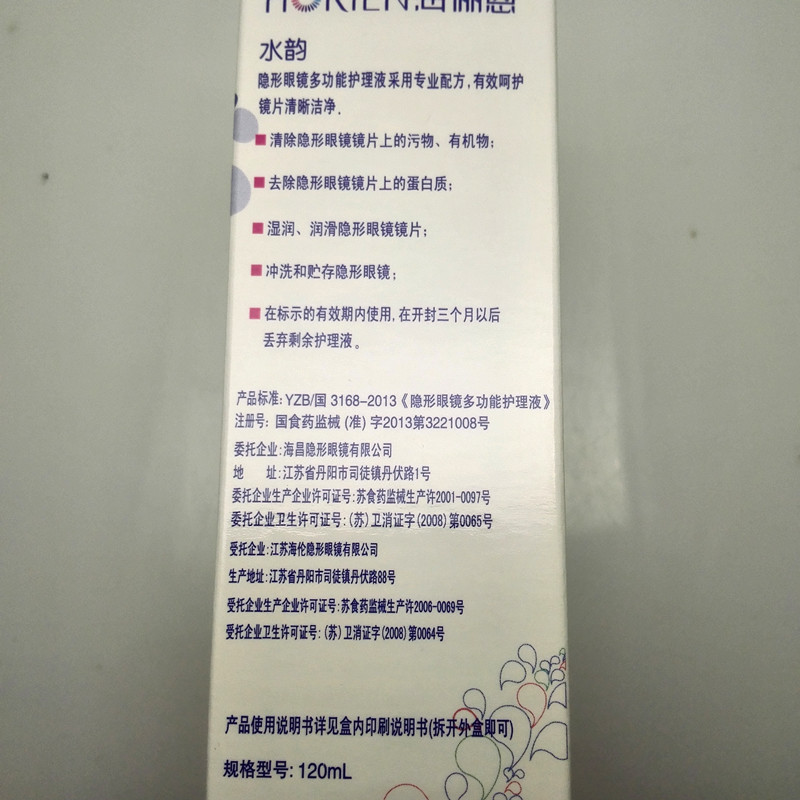 HORIEN 海俪恩
水韵
隐形眼镜多功能护理液采用专业配方,有效呵护
镜片清晰洁净.
清除隐形眼镜镜片上的污物、有机物;
去除隐形眼镜镜片上的蛋白质;
湿润、润滑隐形眼镜镜片;
冲洗和贮存隐形眼镜;
在标示的有效期内使用,在开封三个月以后
丢弃剩余护理液。
产品标准:YZB/国 3168-2013《隐形眼镜多功能护理液》
注册号: 国食药监械 (准) 字2013第3221008号
委托企业:海昌隐形眼镜有限公司
地 址:江苏省丹阳市司徒镇丹伏路1号
委托企业生产企业许可证号:苏食药监械生产许2001-0097号
委托企业卫生许可证号:(苏)卫消证字(2008)第0065号
受托企业:江苏海伦隐形眼镜有限公司
生产地址:江苏省丹阳市司徒镇丹伏路88号
受托企业生产企业许可证号:苏食药监械生产许2006-0069号
受托企业卫生许可证号:(苏)卫消证字(2008)第0064号
产品使用说明书详见盒内印刷说明书(拆开外盒即可)
规格型号: 120mL